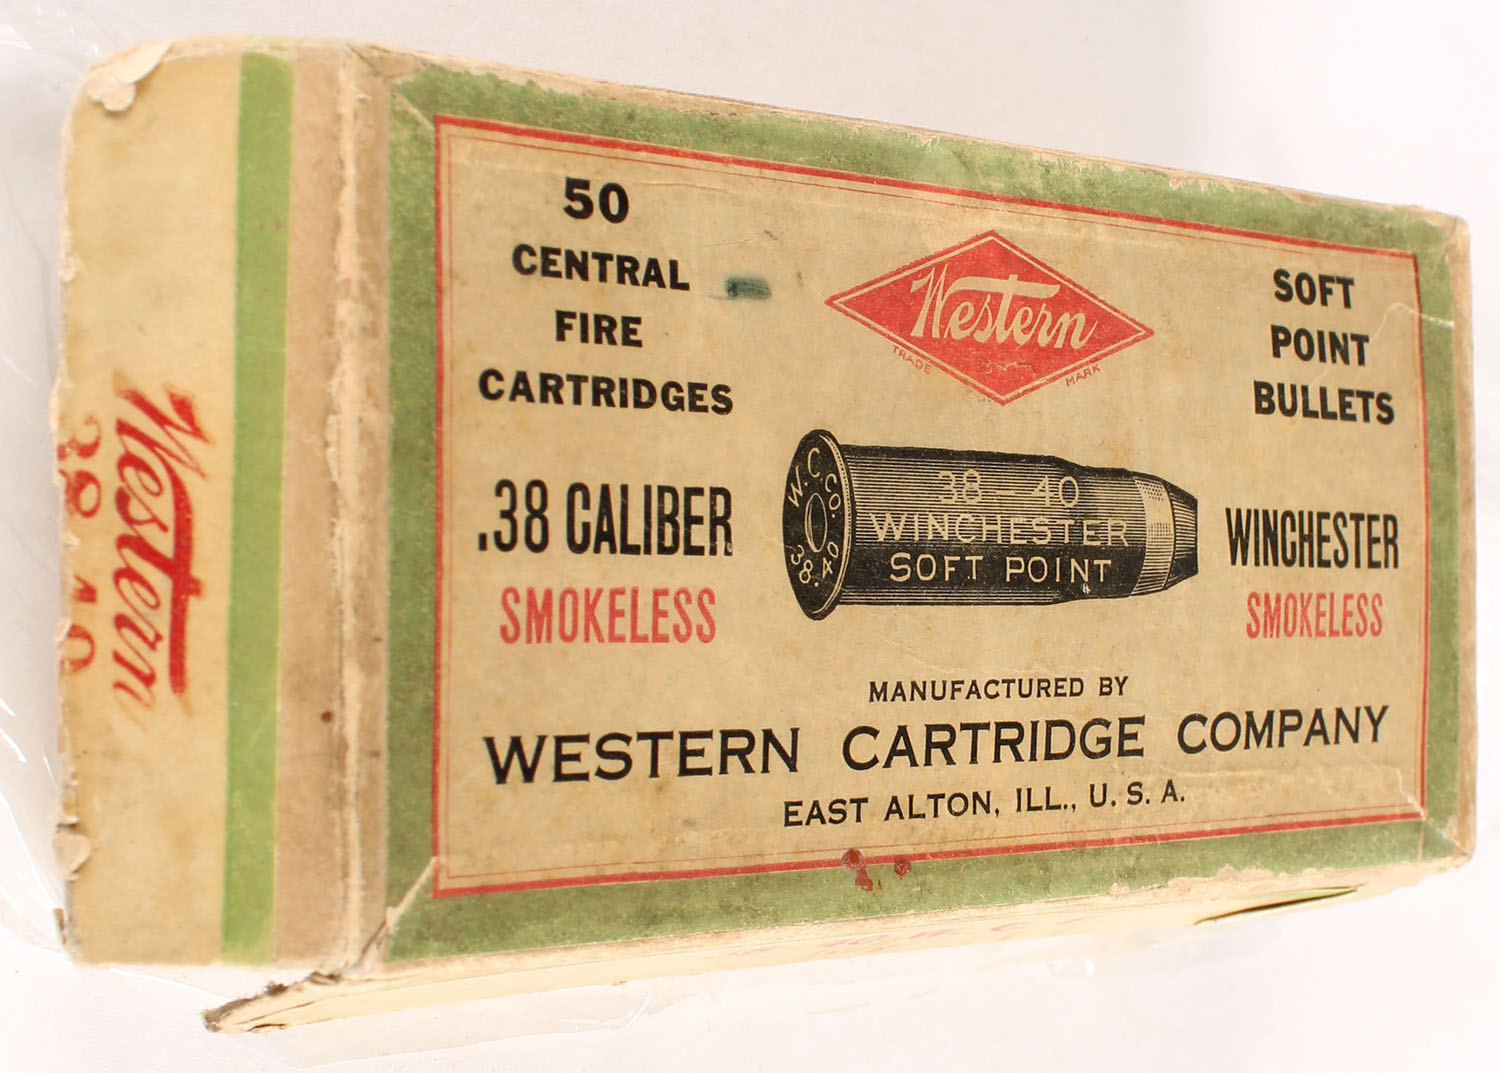 50
CENTRAL
FIRE
CARTRIDGES
.38 CALIBER
SMOKELESS
Western
TRADE MARK
W.C.CO.
38.40
38-40
WINCHESTER
SOFT POINT
SOFT
POINT
BULLETS
WINCHESTER
SMOKELESS
MANUFACTURED BY
WESTERN CARTRIDGE COMPANY
EAST ALTON, ILL., U.S.A.
Western
38-40